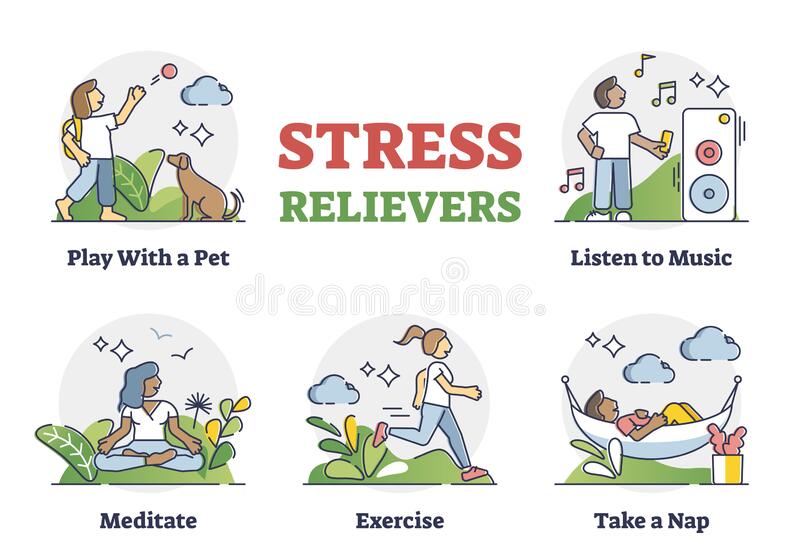 STRESS
RELIEVERS
Play With a Pet
Listen to Music
dreamstime
Meditate
Exercise
Take a Nap